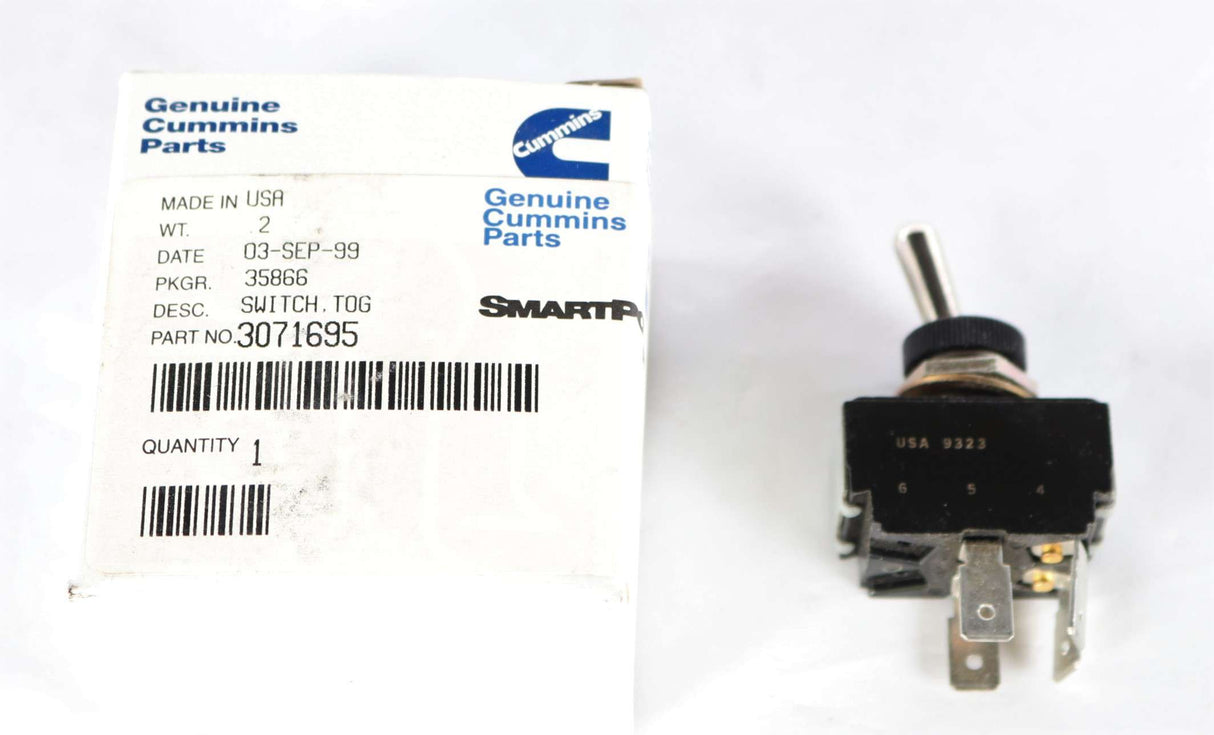 Genuine
Cummins
Parts
Cummins
Genuine
Cummins
Parts
MADE IN USA
WT. .2
DATE 03-SEP-99
PKGR. 35866
DESC. SWITCH,TOG
SMARTP
PART NO. 3071695
QUANTITY 1
USA 9323
6 5 4